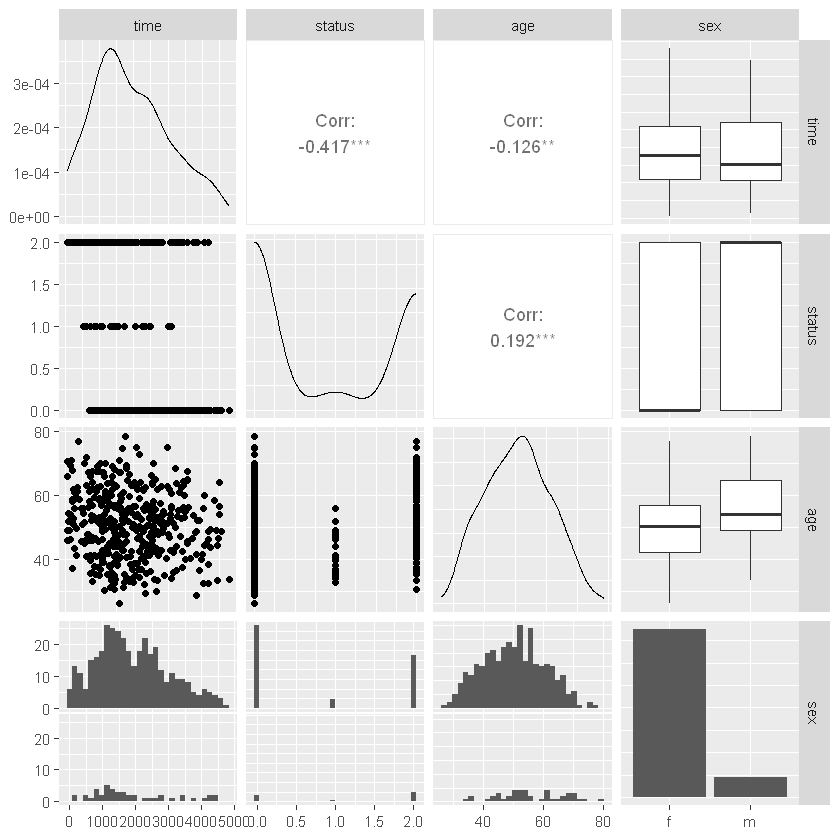 time status age sex
3e-04
2e-04
1e-04
0e+00
Corr:
-0.417***
Corr:
-0.126**
time
2.0
1.5
1.0
0.5
0.0
Corr:
0.192***
status
80
60
40
age
20
10
0
20
10
0
sex
0 1000 2000 3000 4000 5000 0.0 0.5 1.0 1.5 2.0 40 60 80 f m